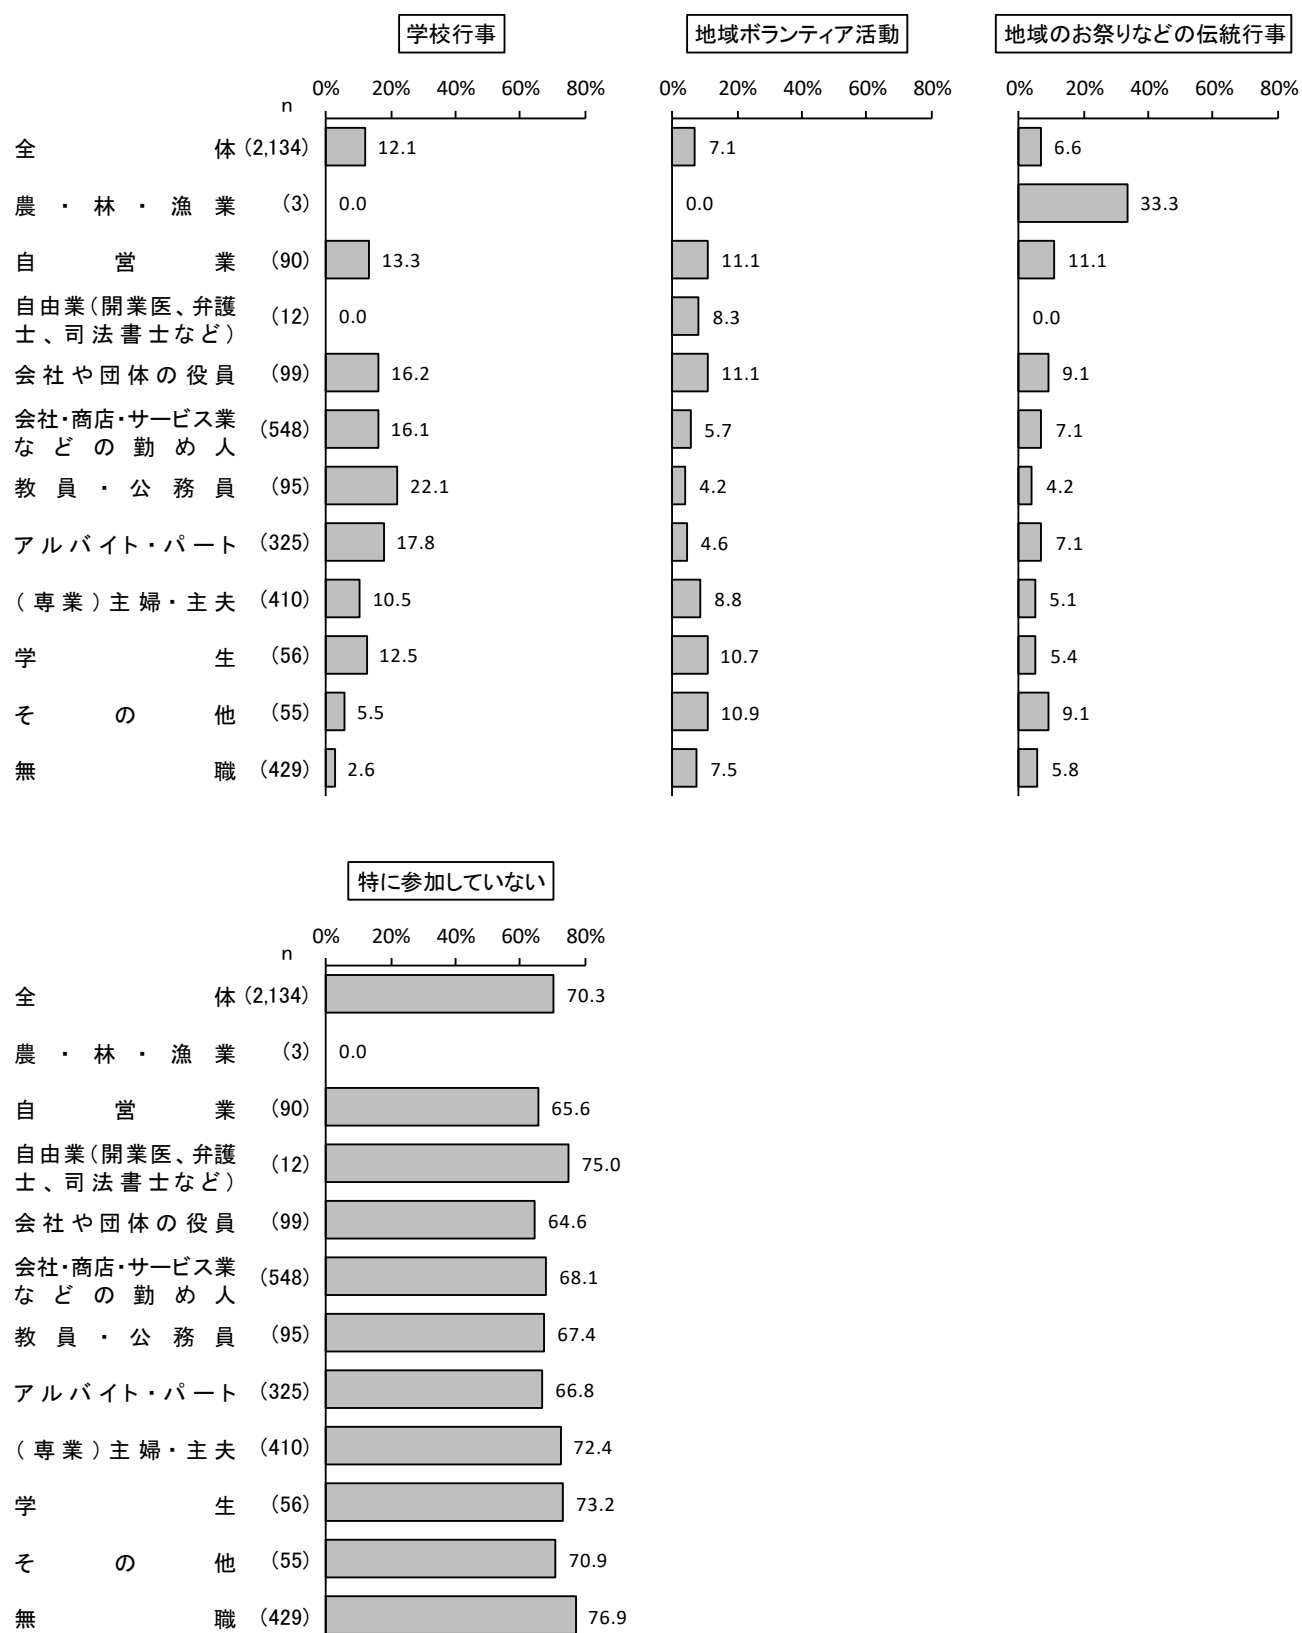 学校行事 地域ボランティア活動 地域のお祭りなどの伝統行事
n 0% 20% 40% 60% 80% 0% 20% 40% 60% 80% 0% 20% 40% 60% 80%
全体 (2,134) 12.1 7.1 6.6
農・林・漁業 (3) 0.0 0.0 33.3
自営業 (90) 13.3 11.1 11.1
自由業(開業医、弁護
士、司法書士など) (12) 0.0 8.3 0.0
会社や団体の役員 (99) 16.2 11.1 9.1
会社・商店・サービス業
などの勤め人 (548) 16.1 5.7 7.1
教員・公務員 (95) 22.1 4.2 4.2
アルバイト・パート (325) 17.8 4.6 7.1
(専業)主婦・主夫 (410) 10.5 8.8 5.1
学生 (56) 12.5 10.7 5.4
その他 (55) 5.5 10.9 9.1
無職 (429) 2.6 7.5 5.8
特に参加していない
n 0% 20% 40% 60% 80%
全体 (2,134) 70.3
農・林・漁業 (3) 0.0
自営業 (90) 65.6
自由業(開業医、弁護
士、司法書士など) (12) 75.0
会社や団体の役員 (99) 64.6
会社・商店・サービス業
などの勤め人 (548) 68.1
教員・公務員 (95) 67.4
アルバイト・パート (325) 66.8
(専業)主婦・主夫 (410) 72.4
学生 (56) 73.2
その他 (55) 70.9
無職 (429) 76.9